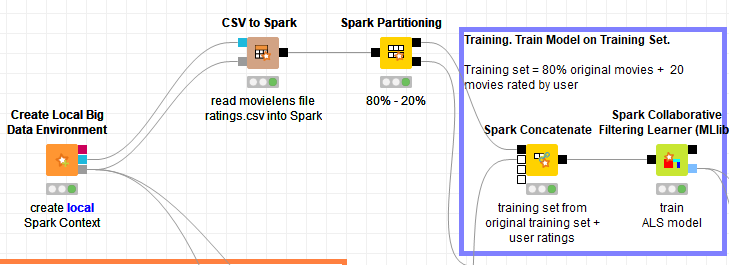 CSV to Spark
Spark Partitioning
Training. Train Model on Training Set.
Training set = 80% original movies + 20
movies rated by user
read movielens file
ratings.csv into Spark
80% - 20%
Create Local Big
Data Environment
create local
Spark Context
Spark Concatenate
training set from
original training set +
user ratings
Spark Collaborative
Filtering Learner (MLlib
train
ALS model